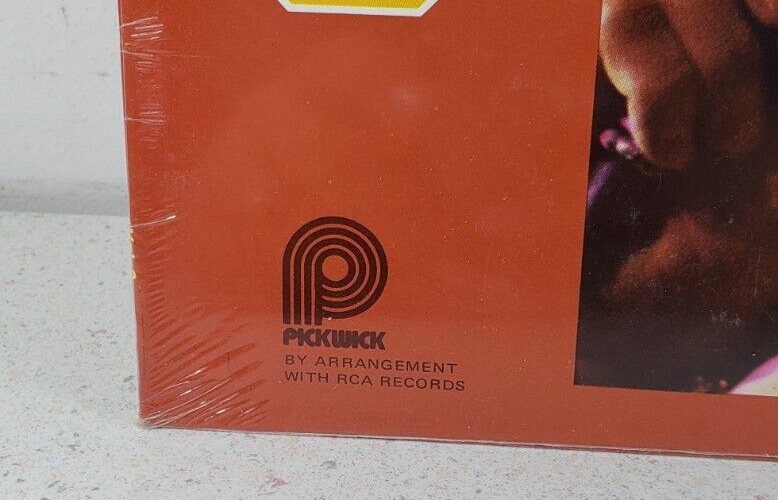 PICKWICK
BY ARRANGEMENT
WITH RCA RECORDS